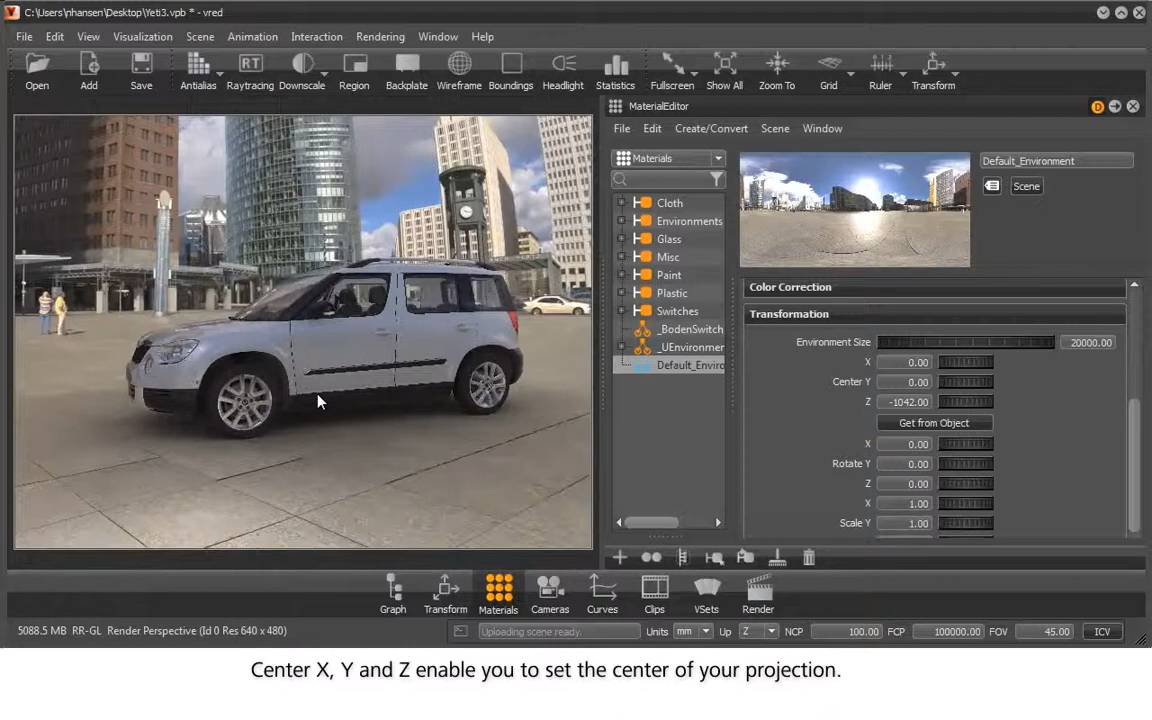 C:\Users\nhansen\Desktop\Yeti3.vpb * - vred
File Edit View Visualization Scene Animation Interaction Rendering Window Help
Open Add Save Antialias Raytracing Downscale Region Backplate Wireframe Boundings Headlight Statistics Fullscreen Show All Zoom To Grid Ruler Transform
RT
MaterialEditor
D
File Edit Create/Convert Scene Window
Materials
Default_Environment
Scene
Cloth
Environments
Glass
Misc
Paint
Plastic
Switches
_BodenSwitch
_UEnvironmer
Default_Enviro
Color Correction
Transformation
Environment Size 20000.00
X 0.00
Center Y 0.00
Z -1042.00
Get from Object
X 0.00
Rotate Y 0.00
Z 0.00
X 1.00
Scale Y 1.00
Graph Transform Materials Cameras Curves Clips VSets Render
5088.5 MB RR-GL Render Perspective (Id 0 Res 640 x 480) Uploading scene ready. Units mm Up Z NCP 100.00 FCP 100000.00 FOV 45.00 ICV
Center X, Y and Z enable you to set the center of your projection.